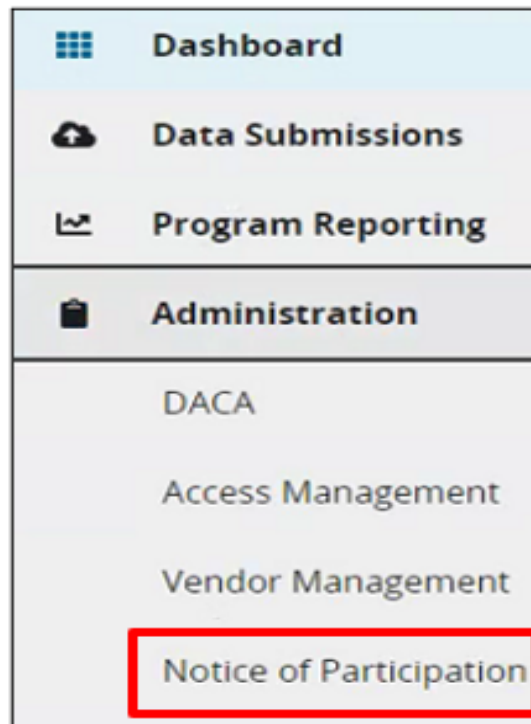 Dashboard
Data Submissions
Program Reporting
Administration
DACA
Access Management
Vendor Management
Notice of Participation